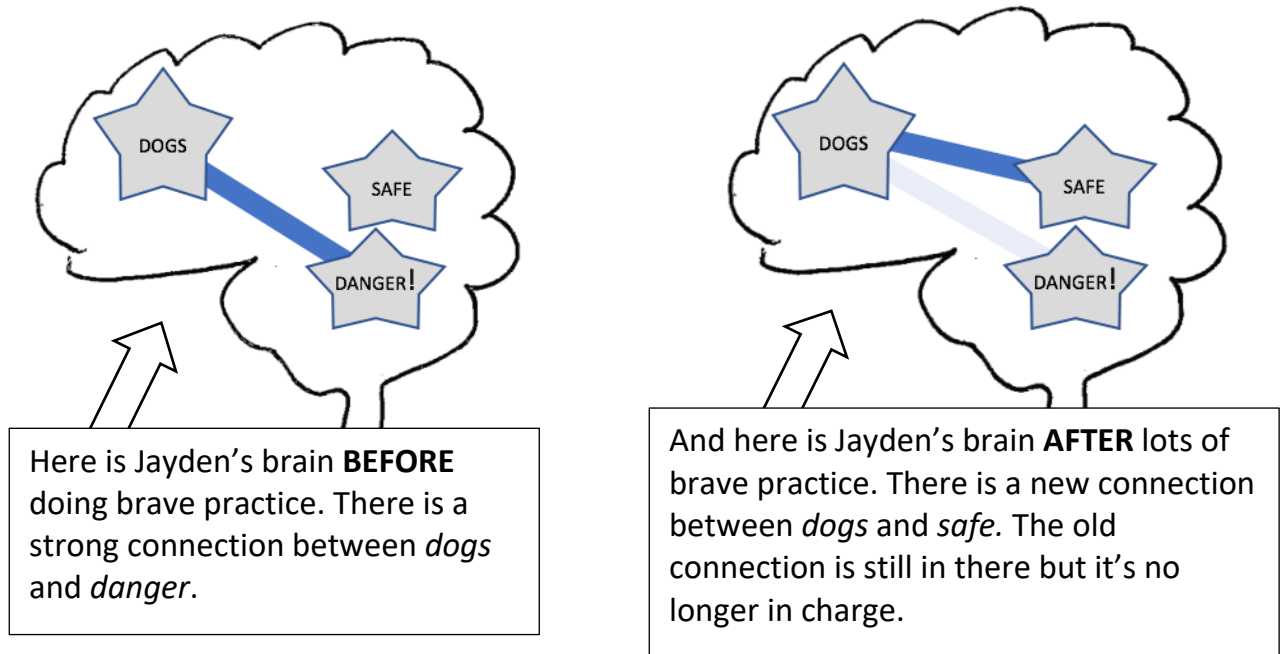 DOGS
SAFE
DANGER!
Here is Jayden’s brain BEFORE
doing brave practice. There is a
strong connection between dogs
and danger.
DOGS
SAFE
DANGER!
And here is Jayden’s brain AFTER lots of
brave practice. There is a new connection
between dogs and safe. The old
connection is still in there but it’s no
longer in charge.